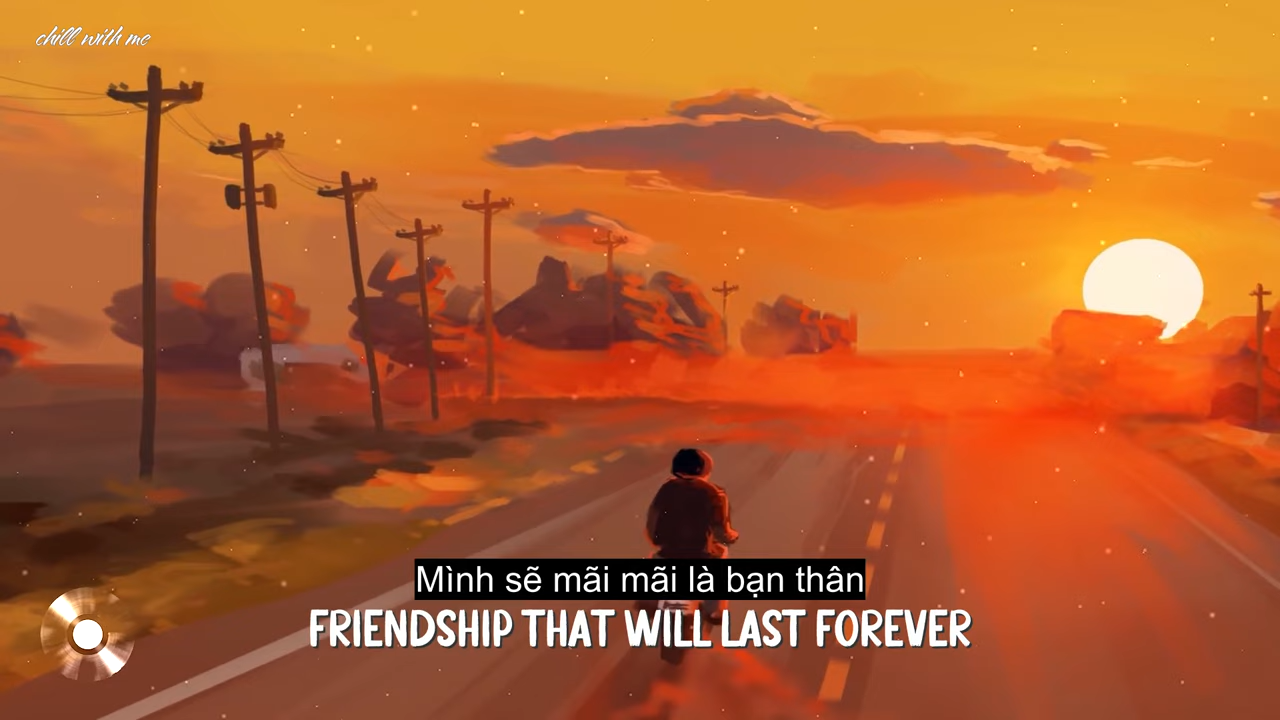 chill with me
Mình sẽ mãi mãi là bạn thân
FRIENDSHIP THAT WILL LAST FOREVER